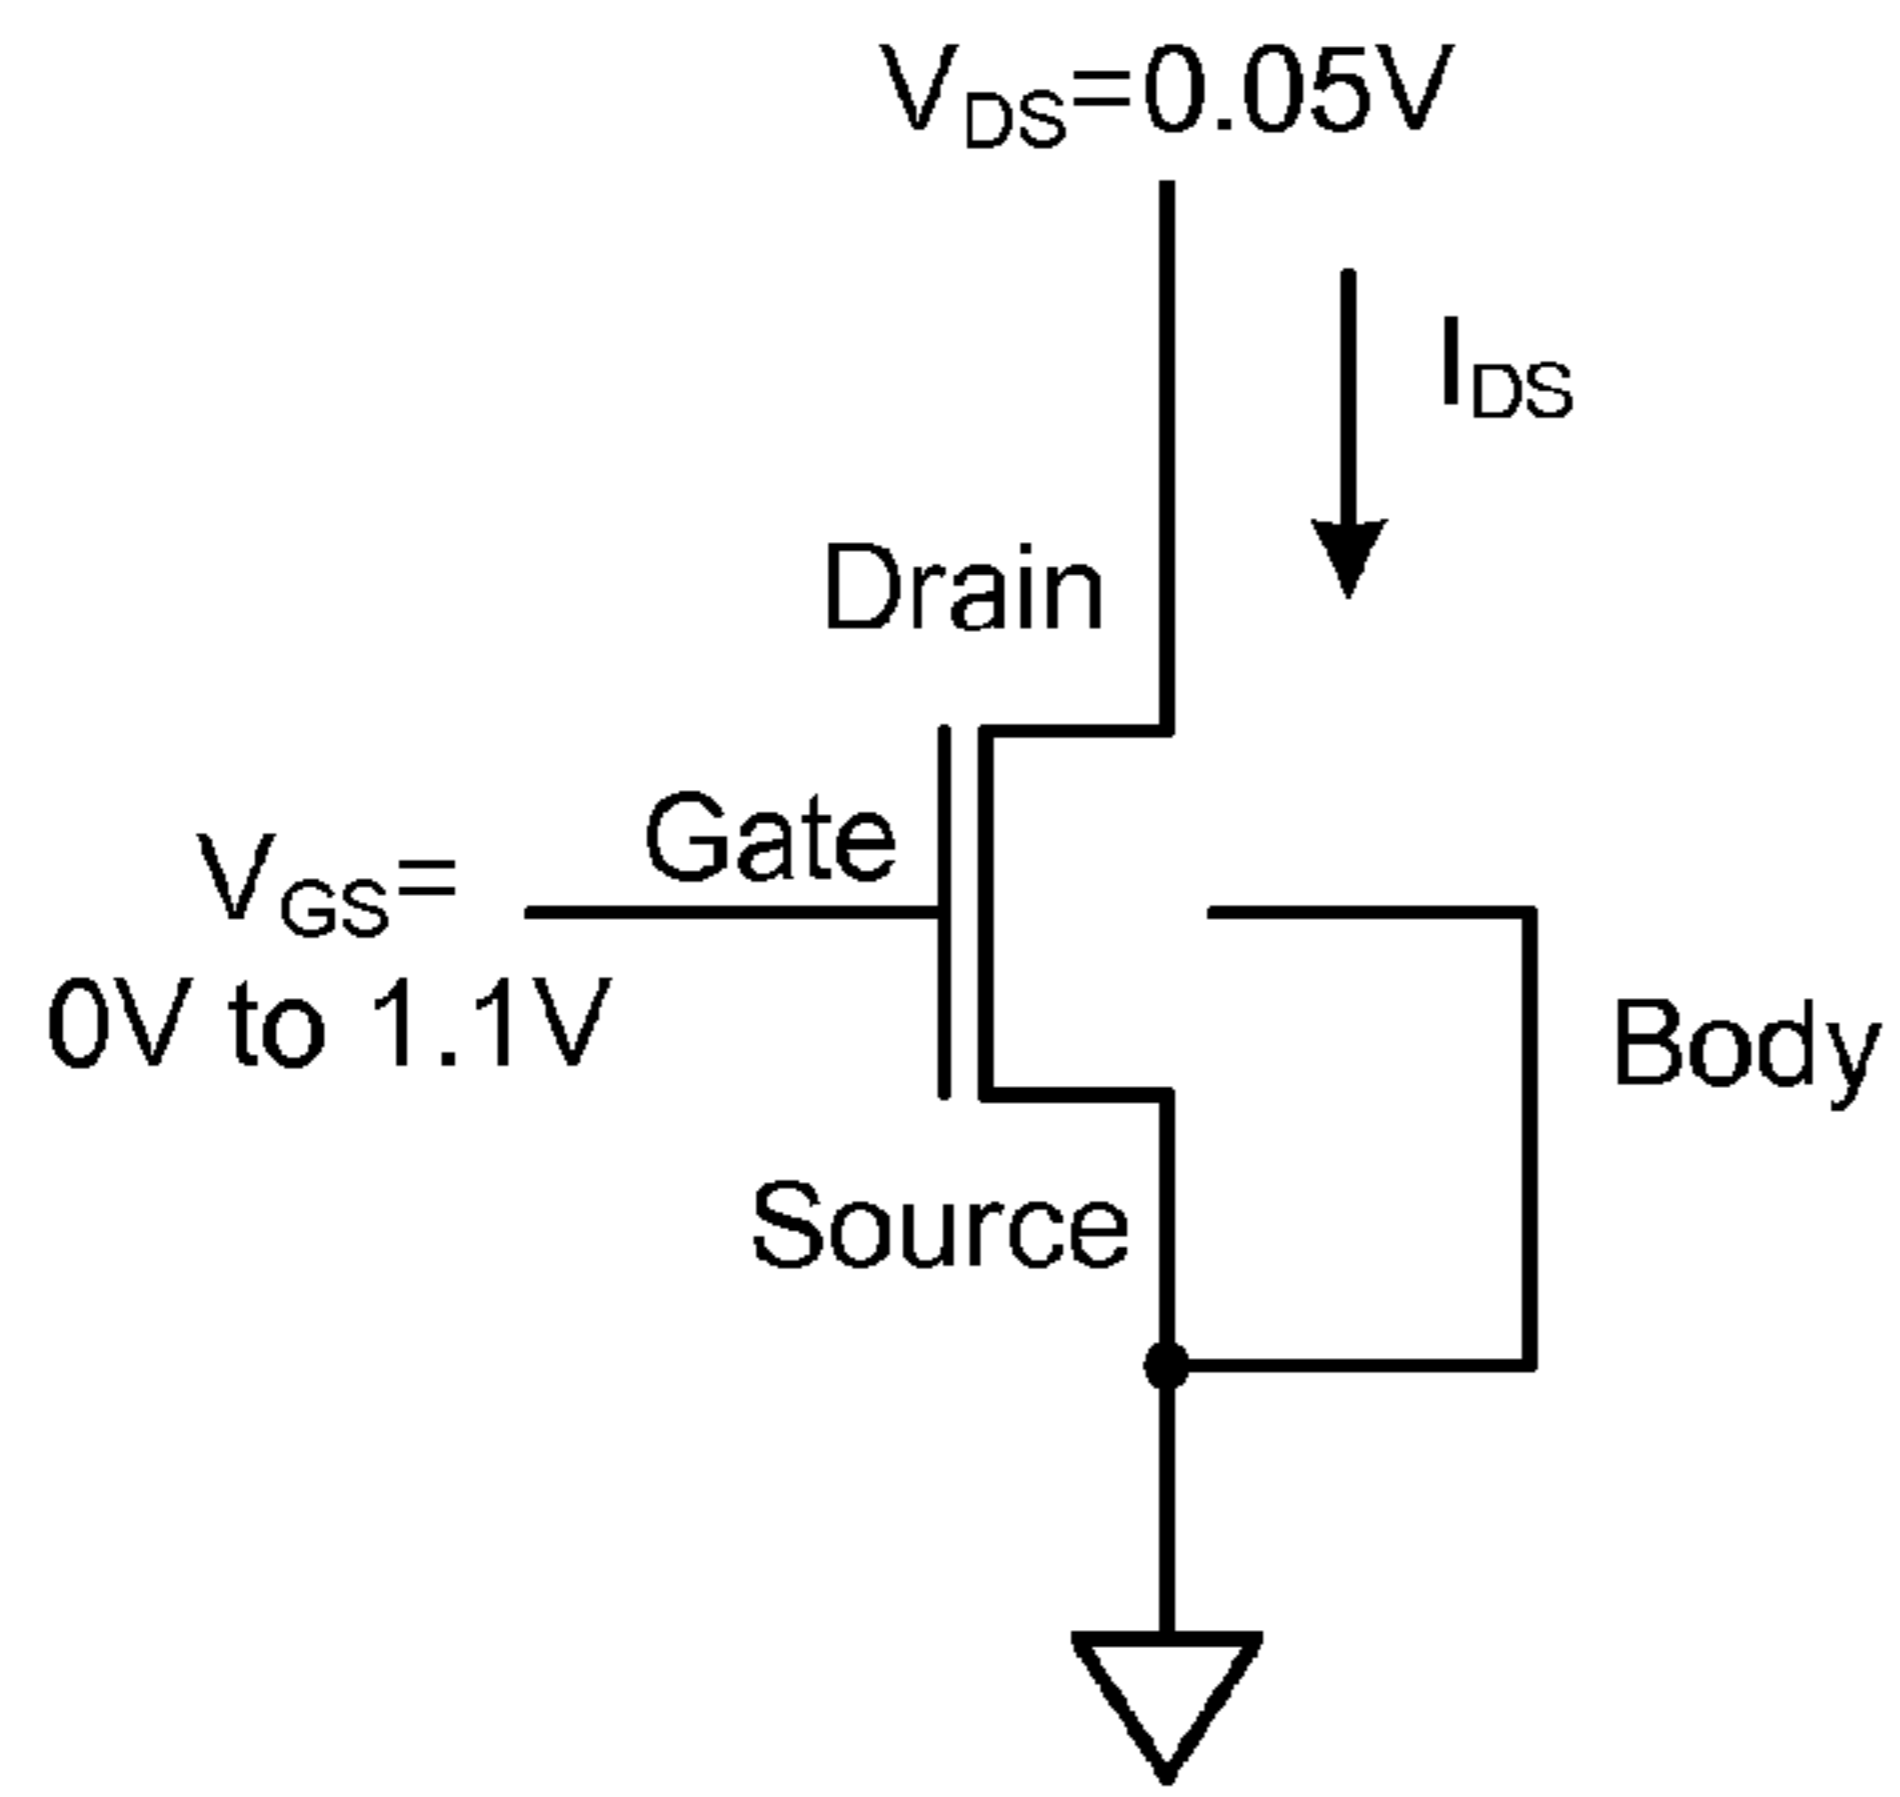 VDS=0.05V
IDS
Drain
Gate
VGS=
0V to 1.1V
Body
Source